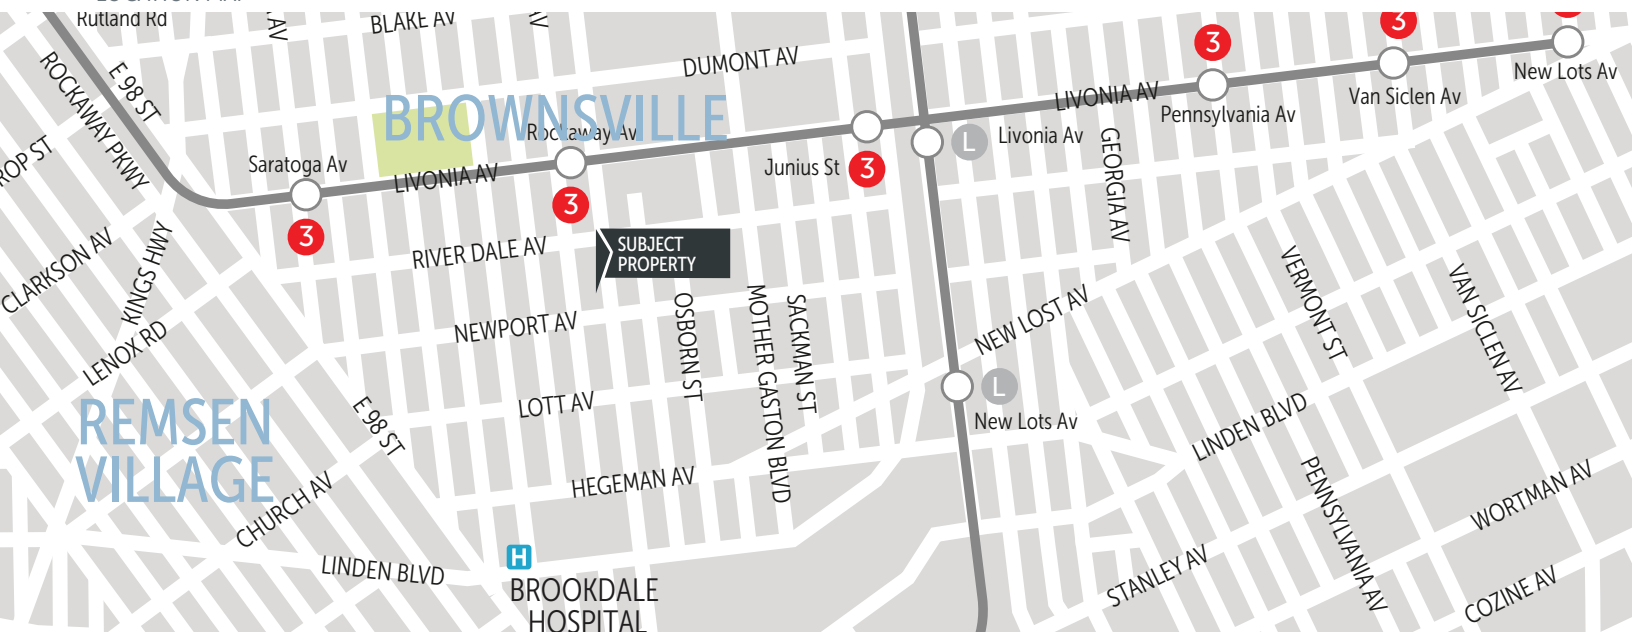 Rutland Rd
AV
BLAKE AV
AV
3
3
DUMONT AV
New Lots Av
ROCKAWAY PKWY
E 98 ST
BROWNSVILLE
Rockaway Av
LIVONIA AV
Van Siclen Av
Pennsylvania Av
ROP ST
Saratoga Av
LIVONIA AV
Junius St
3
L
Livonia Av
GEORGIA AV
3
3
CLARKSON AV
KINGS HWY
RIVER DALE AV
SUBJECT
PROPERTY
VERMONT ST
VAN SICLEN AV
LENOX RD
NEWPORT AV
OSBORN ST
MOTHER GASTON BLVD
SACKMAN ST
NEW LOST AV
L
New Lots Av
REMSEN
VILLAGE
E 98 ST
LOTT AV
LINDEN BLVD
CHURCH AV
HEGEMAN AV
PENNSYLVANIA AV
WORTMAN AV
LINDEN BLVD
H
BROOKDALE
HOSPITAL
STANLEY AV
COZINE AV